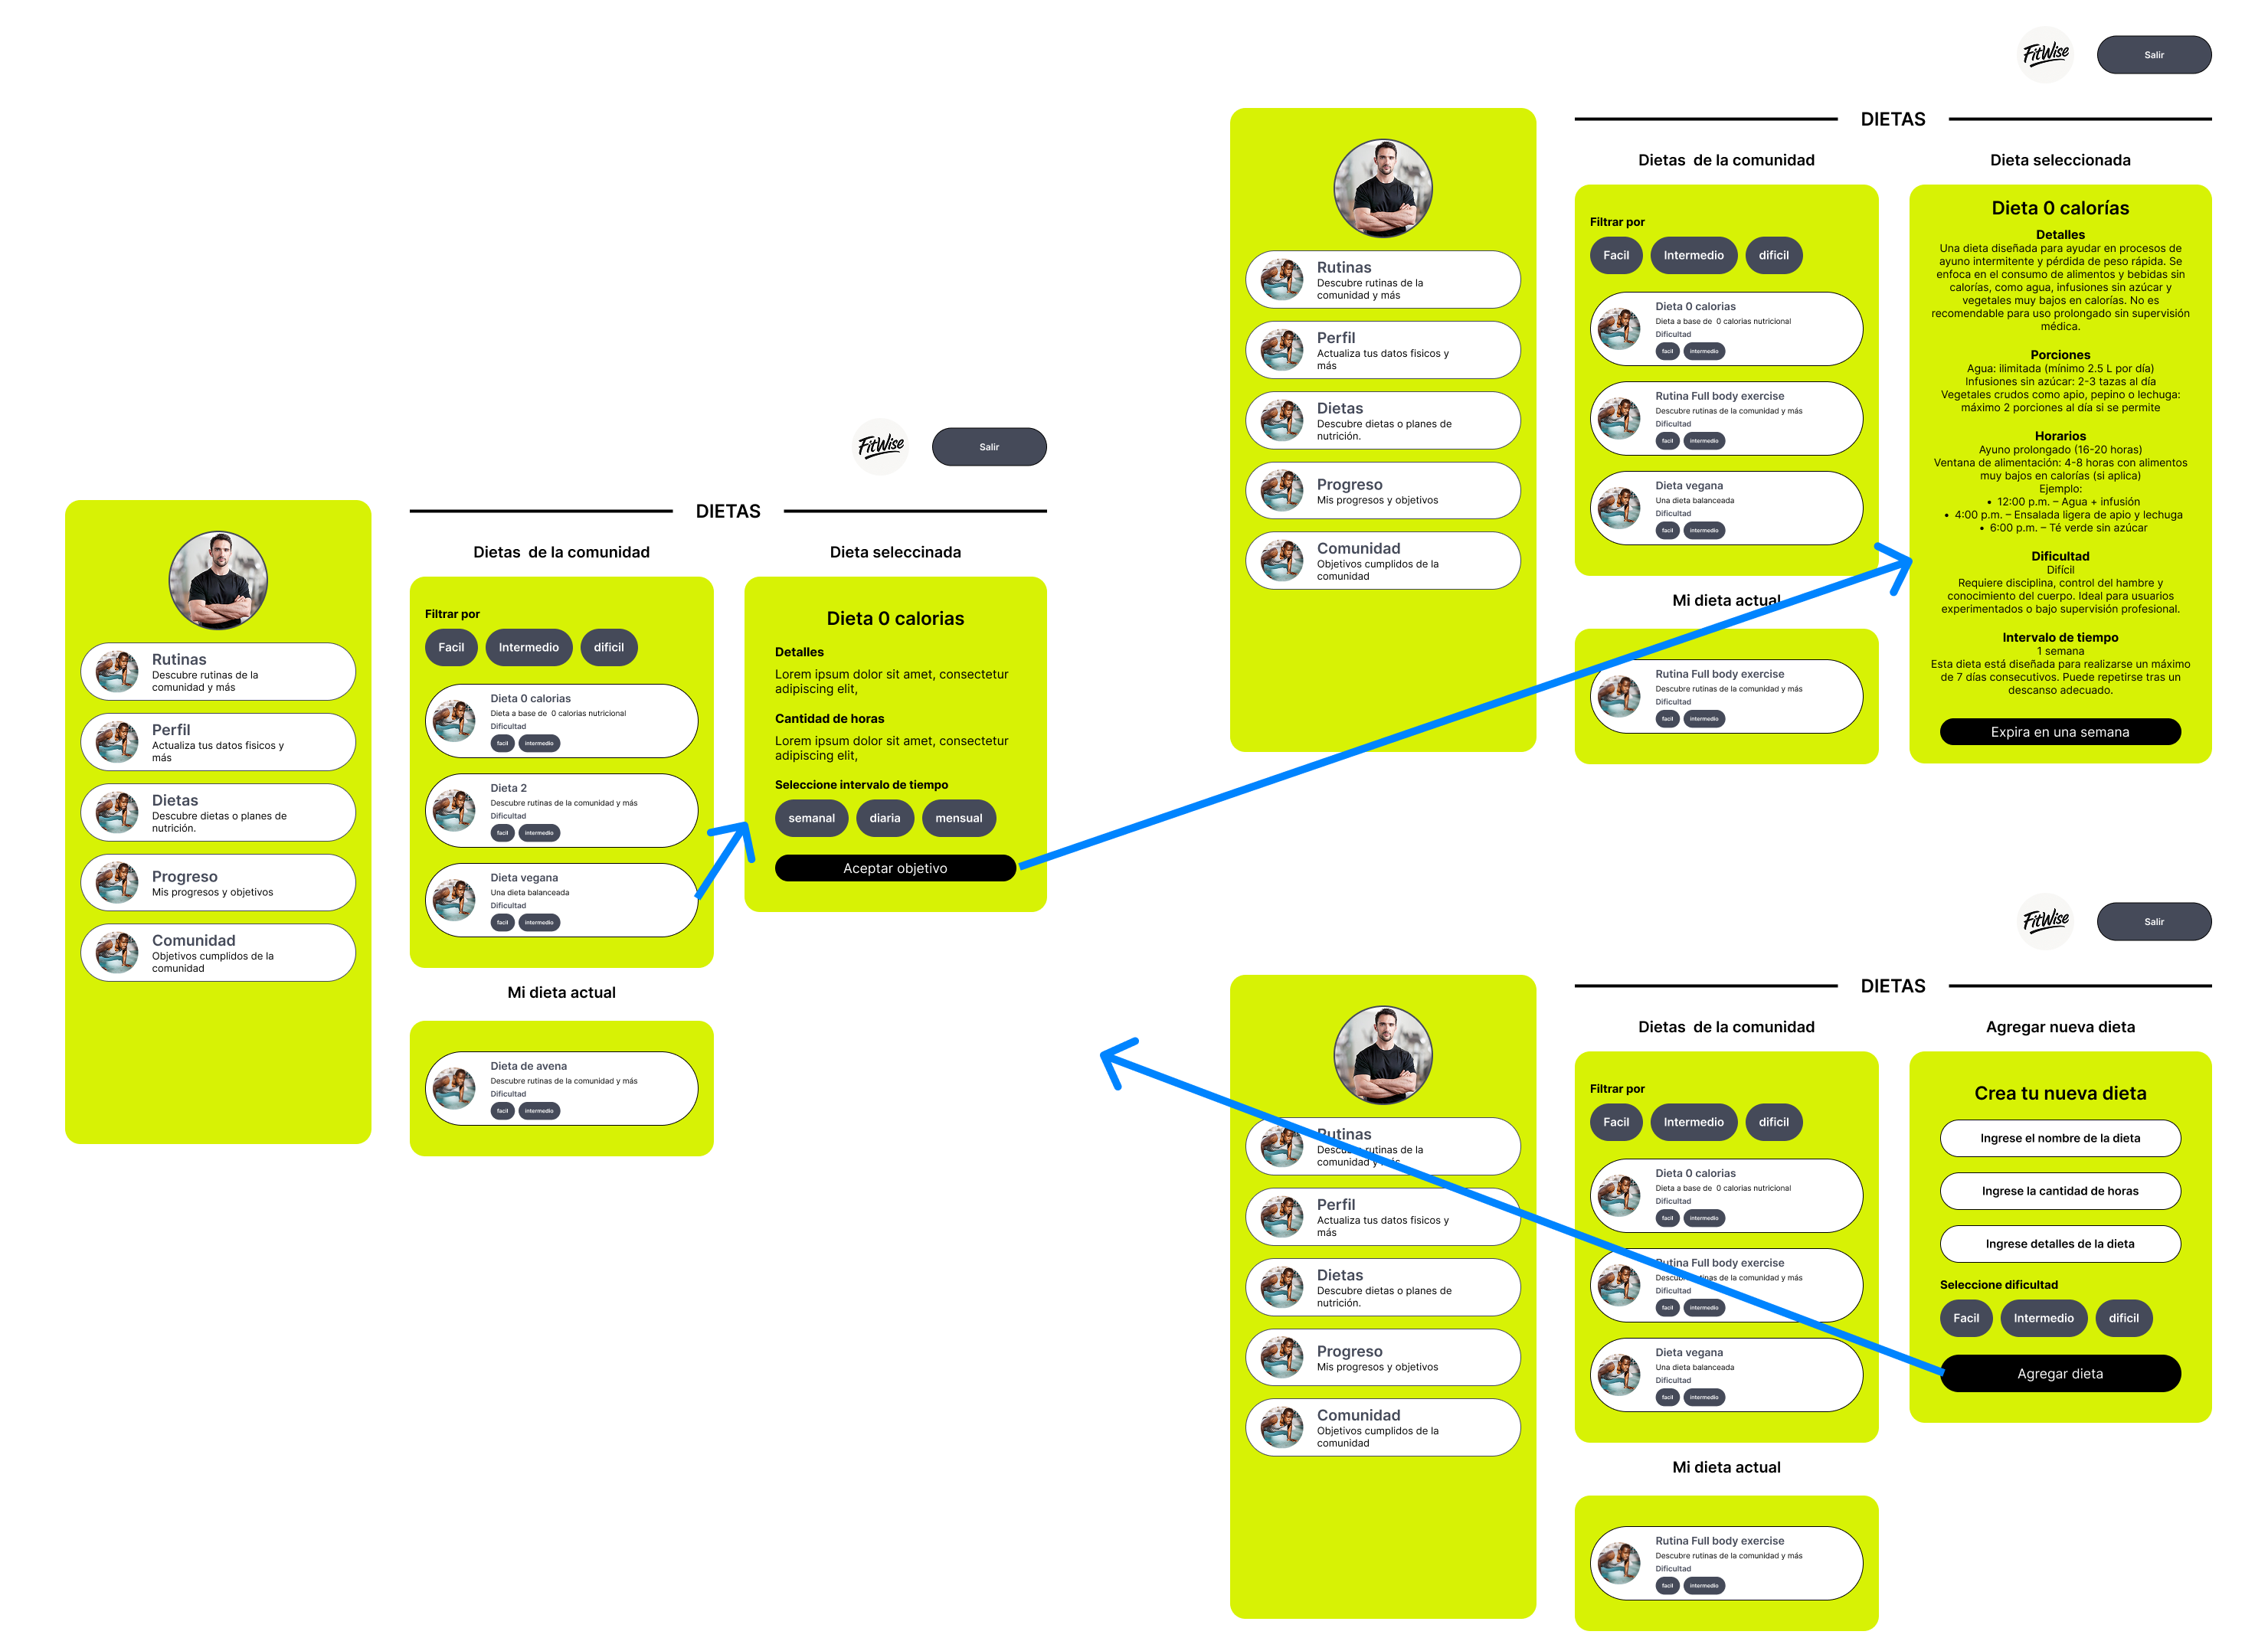 FitWise
Salir
DIETAS
Dietas  de la comunidad
Dieta seleccinada
Rutinas
Descubre rutinas de la
comunidad y más
Perfil
Actualiza tus datos fisicos y
más
Dietas
Descubre dietas o planes de
nutrición.
Progreso
Mis progresos y objetivos
Comunidad
Objetivos cumplidos de la
comunidad
Filtrar por
Facil
Intermedio
dificil
Dieta 0 calorias
Dieta a base de  0 calorias nutricional
Dificultad
facil
intermedio
Dieta 2
Descubre rutinas de la comunidad y más
Dificultad
facil
intermedio
Dieta vegana
Una dieta balanceada
Dificultad
facil
intermedio
Mi dieta actual
Dieta de avena
Descubre rutinas de la comunidad y más
Dificultad
facil
intermedio
Dieta 0 calorias
Detalles
Lorem ipsum dolor sit amet, consectetur
adipiscing elit,
Cantidad de horas
Lorem ipsum dolor sit amet, consectetur
adipiscing elit,
Seleccione intervalo de tiempo
semanal
diaria
mensual
Aceptar objetivo
FitWise
Salir
DIETAS
Dietas  de la comunidad
Dieta seleccionada
Rutinas
Descubre rutinas de la
comunidad y más
Perfil
Actualiza tus datos fisicos y
más
Dietas
Descubre dietas o planes de
nutrición.
Progreso
Mis progresos y objetivos
Comunidad
Objetivos cumplidos de la
comunidad
Filtrar por
Facil
Intermedio
dificil
Dieta 0 calorias
Dieta a base de  0 calorias nutricional
Dificultad
facil
intermedio
Rutina Full body exercise
Descubre rutinas de la comunidad y más
Dificultad
facil
intermedio
Dieta vegana
Una dieta balanceada
Dificultad
facil
intermedio
Mi dieta actual
Rutina Full body exercise
Descubre rutinas de la comunidad y más
Dificultad
facil
intermedio
Dieta 0 calorías
Detalles
Una dieta diseñada para ayudar en procesos de
ayuno intermitente y pérdida de peso rápida. Se
enfoca en el consumo de alimentos y bebidas sin
calorías, como agua, infusiones sin azúcar y
vegetales muy bajos en calorías. No es
recomendable para uso prolongado sin supervisión
médica.
Porciones
Agua: ilimitada (mínimo 2.5 L por día)
Infusiones sin azúcar: 2-3 tazas al día
Vegetales crudos como apio, pepino o lechuga:
máximo 2 porciones al día si se permite
Horarios
Ayuno prolongado (16-20 horas)
Ventana de alimentación: 4-8 horas con alimentos
muy bajos en calorías (si aplica)
Ejemplo:
• 12:00 p.m. – Agua + infusión
• 4:00 p.m. – Ensalada ligera de apio y lechuga
• 6:00 p.m. – Té verde sin azúcar
Dificultad
Difícil
Requiere disciplina, control del hambre y
conocimiento del cuerpo. Ideal para usuarios
experimentados o bajo supervisión profesional.
Intervalo de tiempo
1 semana
Esta dieta está diseñada para realizarse un máximo
de 7 días consecutivos. Puede repetirse tras un
descanso adecuado.
Expira en una semana
FitWise
Salir
DIETAS
Dietas  de la comunidad
Agregar nueva dieta
Rutinas
Descubre rutinas de la
comunidad y más
Perfil
Actualiza tus datos fisicos y
más
Dietas
Descubre dietas o planes de
nutrición.
Progreso
Mis progresos y objetivos
Comunidad
Objetivos cumplidos de la
comunidad
Filtrar por
Facil
Intermedio
dificil
Dieta 0 calorias
Dieta a base de  0 calorias nutricional
Dificultad
facil
intermedio
Rutina Full body exercise
Descubre rutinas de la comunidad y más
Dificultad
facil
intermedio
Dieta vegana
Una dieta balanceada
Dificultad
facil
intermedio
Mi dieta actual
Rutina Full body exercise
Descubre rutinas de la comunidad y más
Dificultad
facil
intermedio
Crea tu nueva dieta
Ingrese el nombre de la dieta
Ingrese la cantidad de horas
Ingrese detalles de la dieta
Seleccione dificultad
Facil
Intermedio
dificil
Agregar dieta